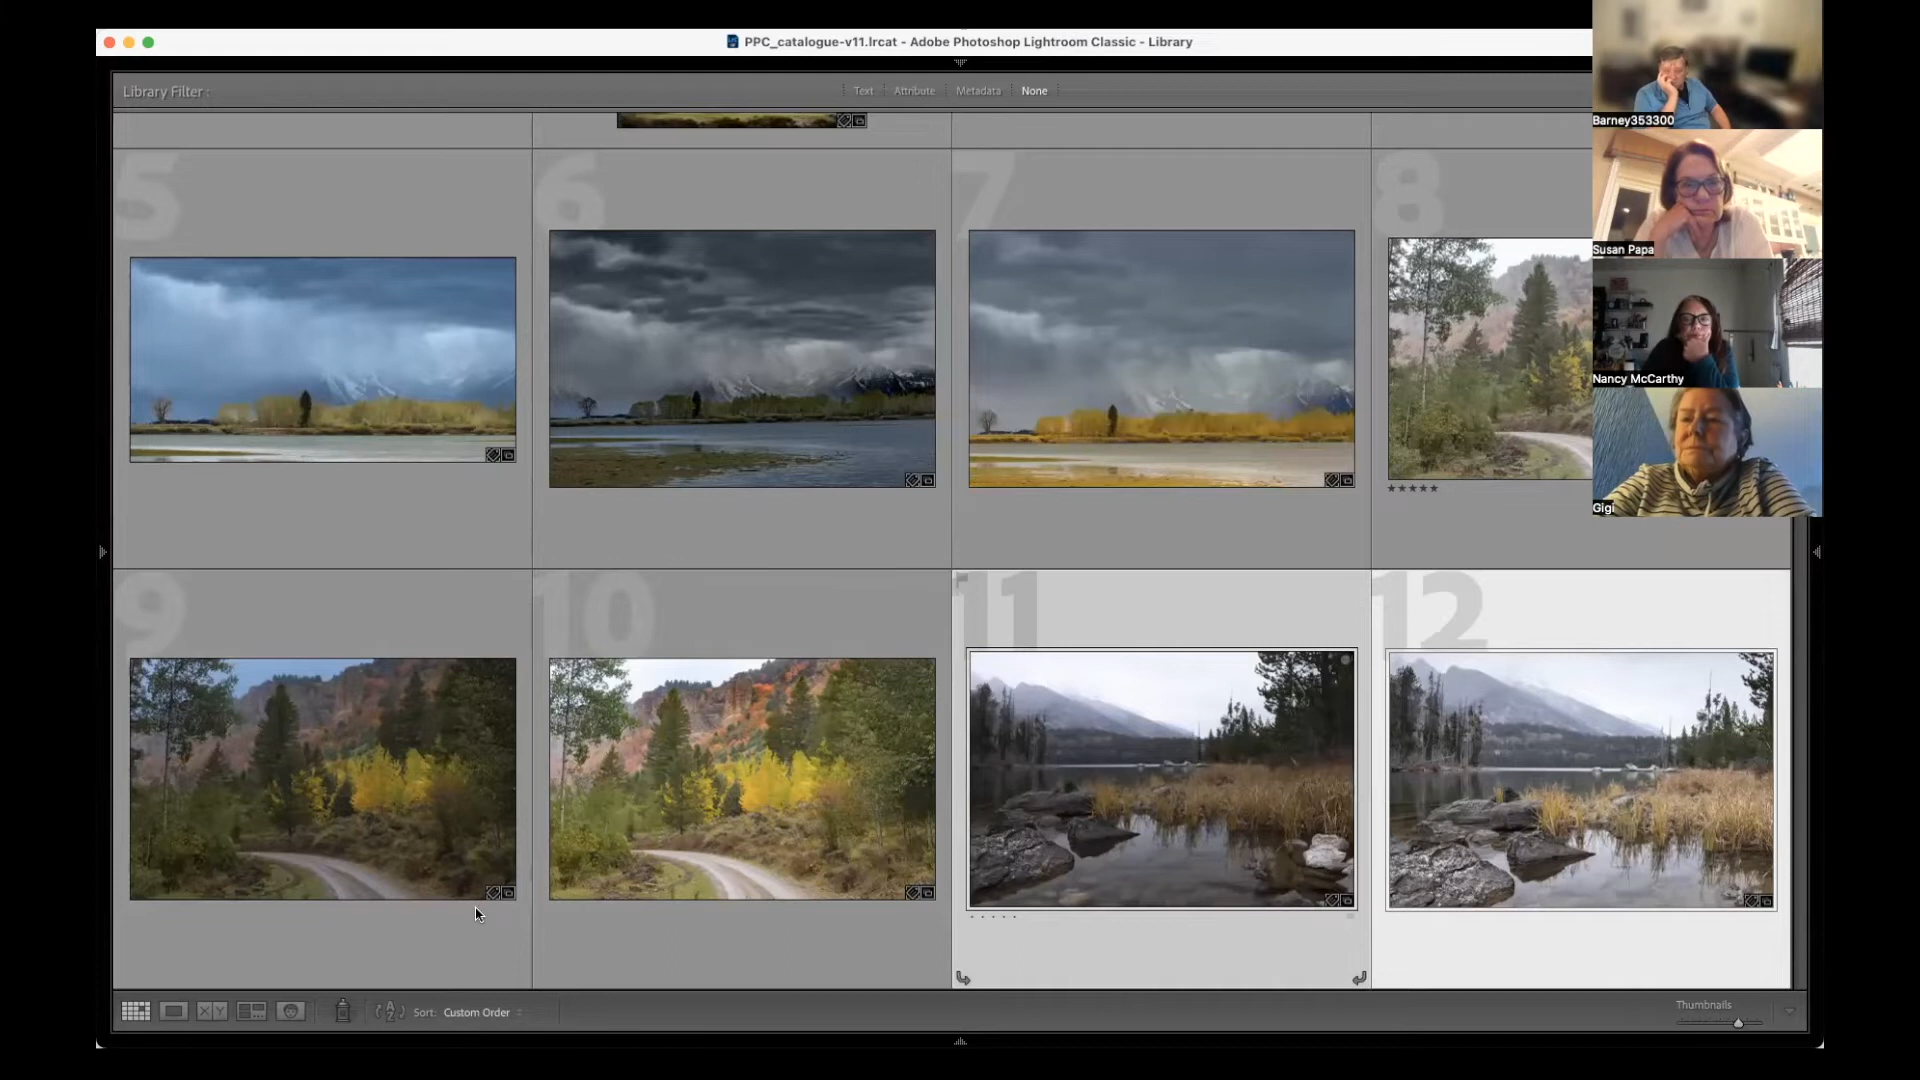 PPC_catalogue-v11.lrcat - Adobe Photoshop Lightroom Classic - Library
Library Filter :
Text Attribute Metadata None
Barney353300
Susan Papa
Nancy McCarthy
Gigi
5 6 7 8
★★★★★
9 10 11 12
XY
Sort: Custom Order
Thumbnails